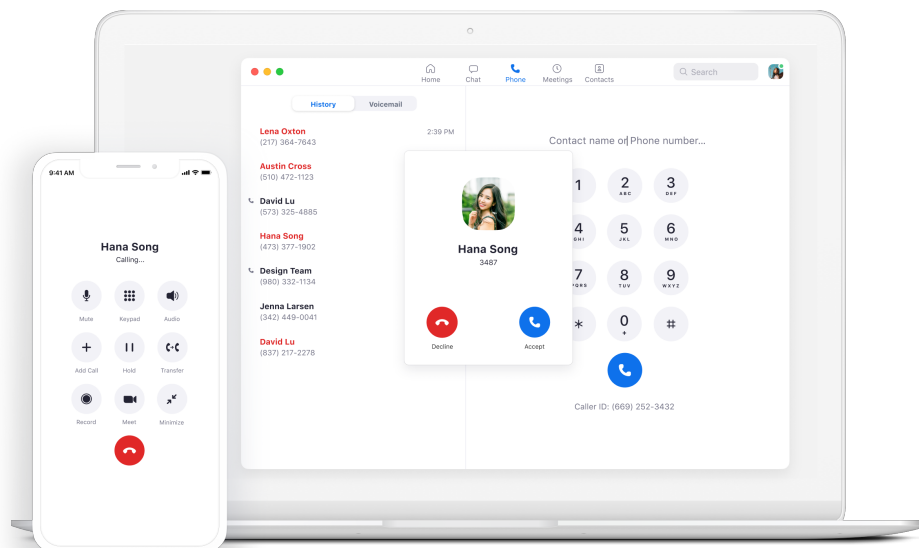 Home Chat Phone Meetings Contacts
Search
History Voicemail
Lena Oxton 2:39 PM
(217) 364-7643
Austin Cross
(510) 472-1123
David Lu
(573) 325-4885
Hana Song
(473) 377-1902
Design Team
(980) 332-1134
Jenna Larsen
(342) 449-0041
David Lu
(837) 217-2278
Hana Song
3487
Decline Accept
Contact name or Phone number...
1 2 3
ABC DEF
4 5 6
GHI JKL MNO
7 8 9
PQRS TUV WXYZ
* 0 #
+
Caller ID: (669) 252-3432
9:41 AM
Hana Song
Calling...
Mute Keypad Audio
Add Call Hold Transfer
Record Meet Minimize